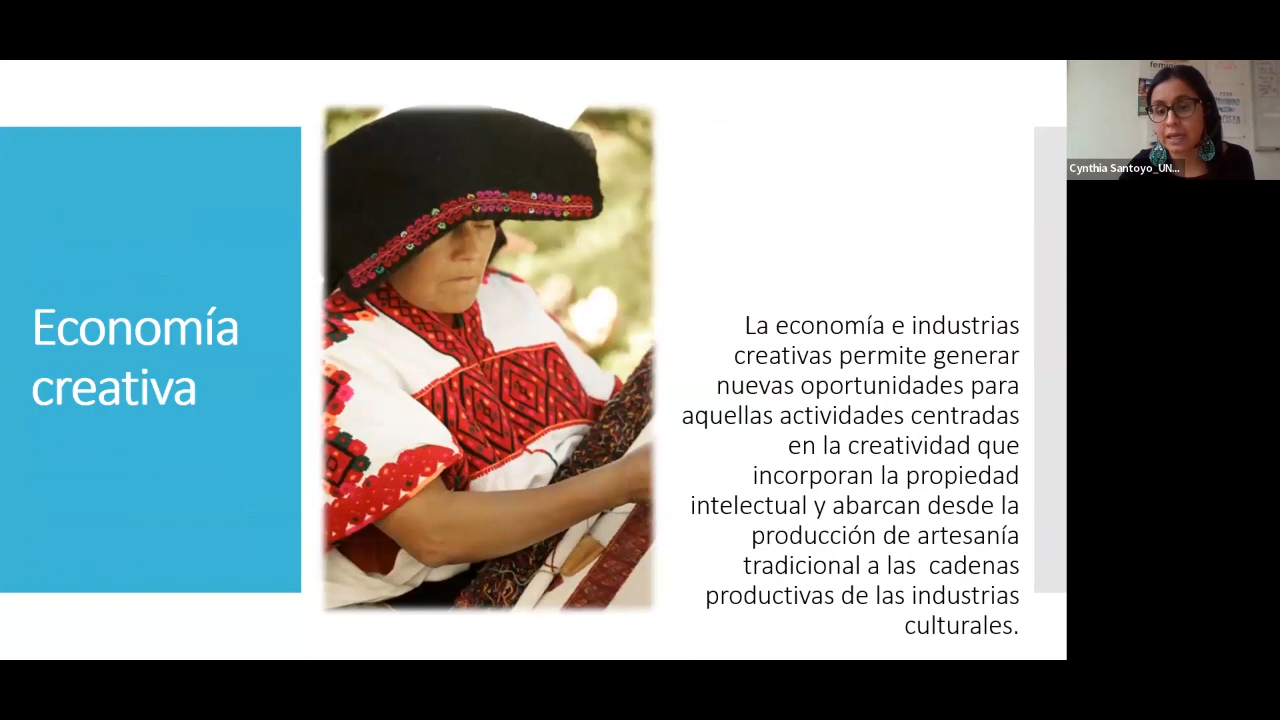 Economía
creativa
La economía e industrias
creativas permite generar
nuevas oportunidades para
aquellas actividades centradas
en la creatividad que
incorporan la propiedad
intelectual y abarcan desde la
producción de artesanía
tradicional a las  cadenas
productivas de las industrias
culturales.
Cynthia Santoyo_UN...